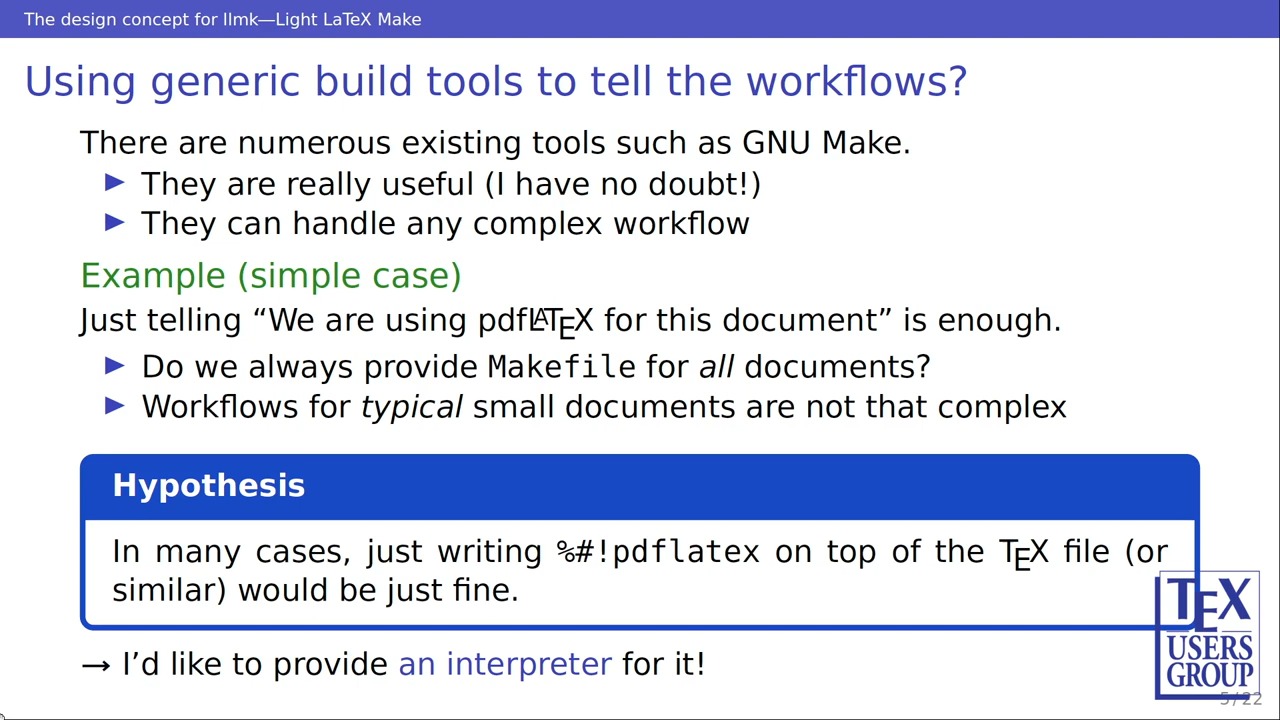 The design concept for llmk—Light LaTeX Make
Using generic build tools to tell the workflows?
There are numerous existing tools such as GNU Make.
▶ They are really useful (I have no doubt!)
▶ They can handle any complex workflow
Example (simple case)
Just telling “We are using pdfLATEX for this document” is enough.
▶ Do we always provide Makefile for all documents?
▶ Workflows for typical small documents are not that complex
Hypothesis
In many cases, just writing %#!pdflatex on top of the TEX file (or
similar) would be just fine.
→ I’d like to provide an interpreter for it!
TEX
USERS
GROUP
5/22